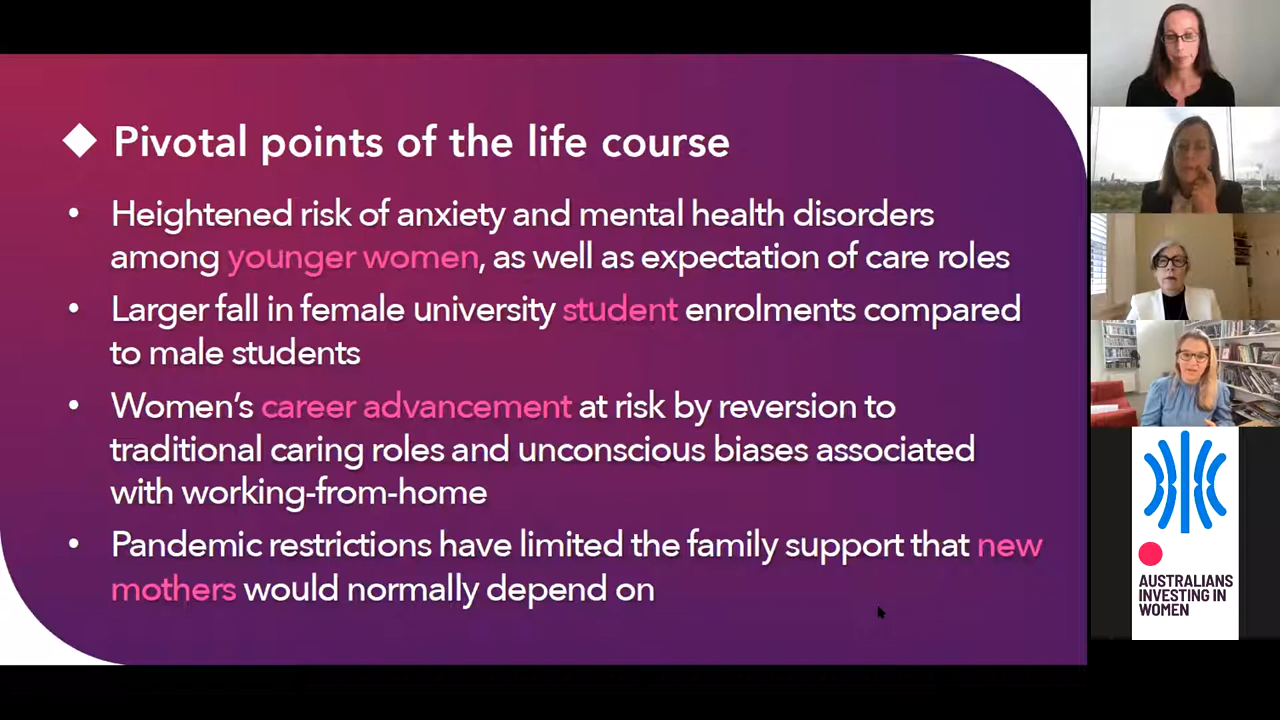 ◆ Pivotal points of the life course
• Heightened risk of anxiety and mental health disorders
among younger women, as well as expectation of care roles
• Larger fall in female university student enrolments compared
to male students
• Women’s career advancement at risk by reversion to
traditional caring roles and unconscious biases associated
with working-from-home
• Pandemic restrictions have limited the family support that new
mothers would normally depend on
AUSTRALIANS
INVESTING IN
WOMEN